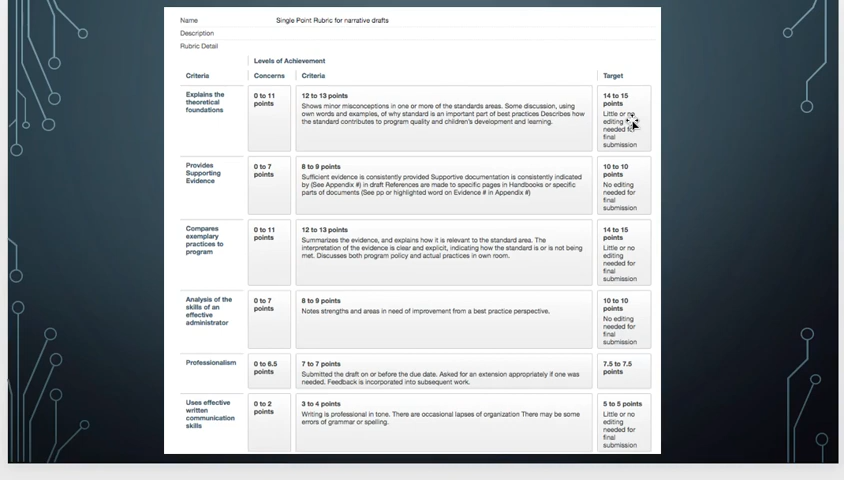 Name Single Point Rubric for narrative drafts
Description
Rubric Detail
Levels of Achievement
Criteria Concerns Criteria Target
Explains the
theoretical
foundations
0 to 11
points
12 to 13 points
Shows minor misconceptions in one or more of the standards areas. Some discussion, using
own words and examples, of why standard is an important part of best practices Describes how
the standard contributes to program quality and children's development and learning.
14 to 15
points
Little or no
editing
needed for
final
submission
Provides
Supporting
Evidence
0 to 7
points
8 to 9 points
Sufficient evidence is consistently provided Supportive documentation is consistently indicated
by (See Appendix #) in draft References are made to specific pages in Handbooks or specific
parts of documents (See pp or highlighted word on Evidence # in Appendix #)
10 to 10
points
No editing
needed for
final
submission
Compares
exemplary
practices to
program
0 to 11
points
12 to 13 points
Summarizes the evidence, and explains how it is relevant to the standard area. The
interpretation of the evidence is clear and explicit, indicating how the standard is or is not being
met. Discusses both program policy and actual practices in own room.
14 to 15
points
Little or no
editing
needed for
final
submission
Analysis of the
skills of an
effective
administrator
0 to 7
points
8 to 9 points
Notes strengths and areas in need of improvement from a best practice perspective.
10 to 10
points
No editing
needed for
final
submission
Professionalism
0 to 6.5
points
7 to 7 points
Submitted the draft on or before the due date. Asked for an extension appropriately if one was
needed. Feedback is incorporated into subsequent work.
7.5 to 7.5
points
Uses effective
written
communication
skills
0 to 2
points
3 to 4 points
Writing is professional in tone. There are occasional lapses of organization There may be some
errors of grammar or spelling.
5 to 5 points
Little or no
editing
needed for
final
submission